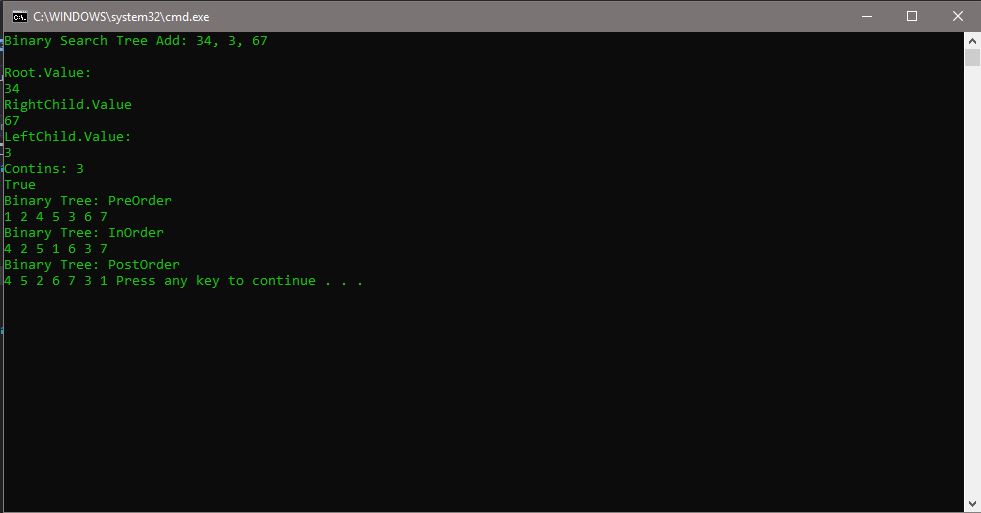 C:\WINDOWS\system32\cmd.exe
Binary Search Tree Add: 34, 3, 67
Root.Value:
34
RightChild.Value
67
LeftChild.Value:
3
Contins: 3
True
Binary Tree: PreOrder
1 2 4 5 3 6 7
Binary Tree: InOrder
4 2 5 1 6 3 7
Binary Tree: PostOrder
4 5 2 6 7 3 1 Press any key to continue . . .